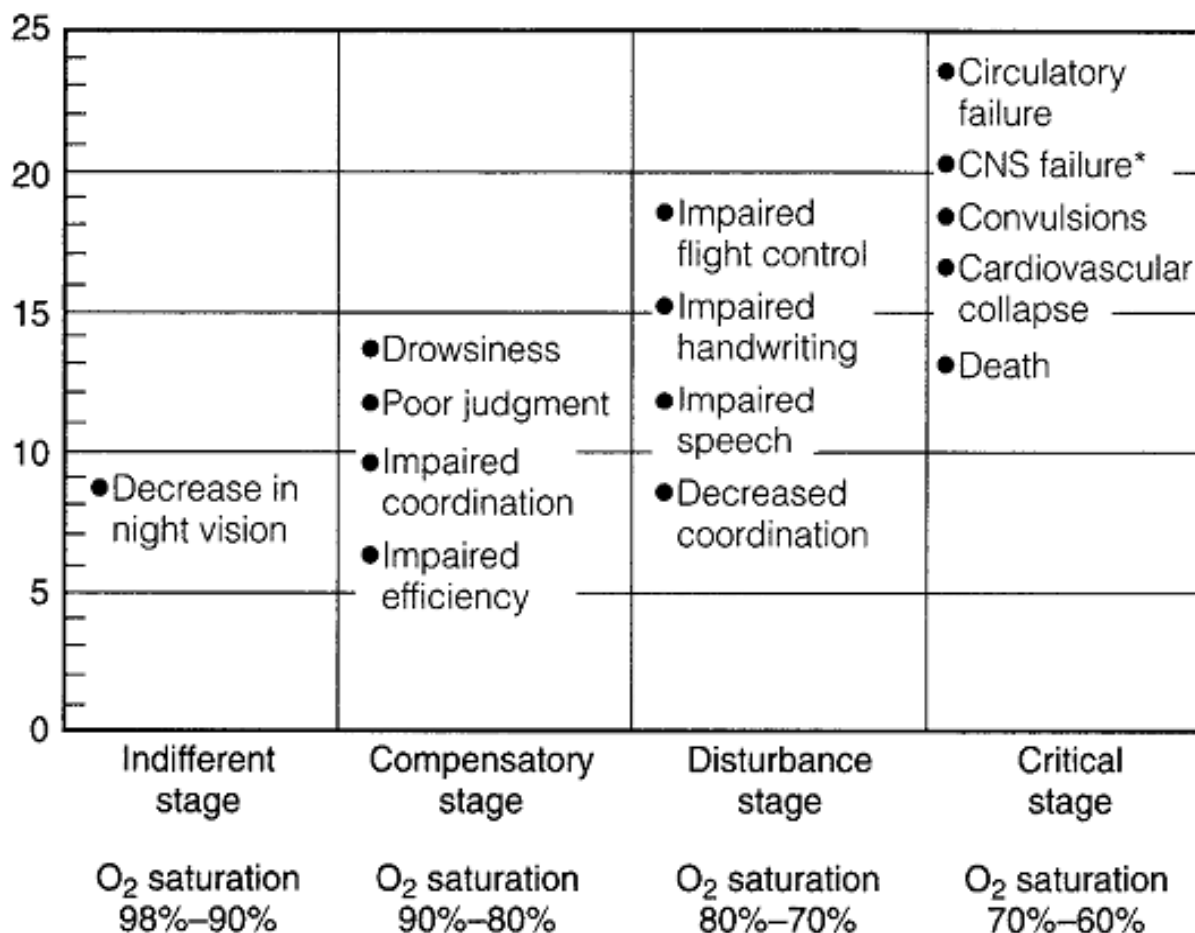 25
20
15
10
5
0
Decrease in
night vision
Drowsiness
Poor judgment
Impaired
coordination
Impaired
efficiency
Impaired
flight control
Impaired
handwriting
Impaired
speech
Decreased
coordination
Circulatory
failure
CNS failure*
Convulsions
Cardiovascular
collapse
Death
Indifferent
stage
O₂ saturation
98%–90%
Compensatory
stage
O₂ saturation
90%–80%
Disturbance
stage
O₂ saturation
80%–70%
Critical
stage
O₂ saturation
70%–60%